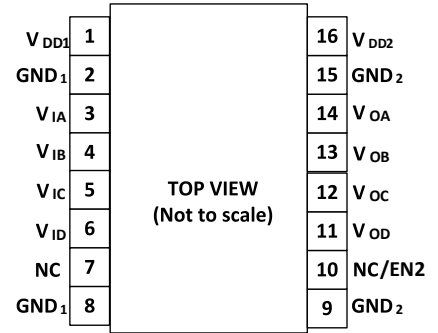 V DD1 1 16 V DD2
GND 1 2 15 GND 2
V IA 3 14 V OA
V IB 4 13 V OB
V IC 5 12 V OC
TOP VIEW
(Not to scale)
V ID 6 11 V OD
NC 7 10 NC/EN2
GND 1 8 9 GND 2